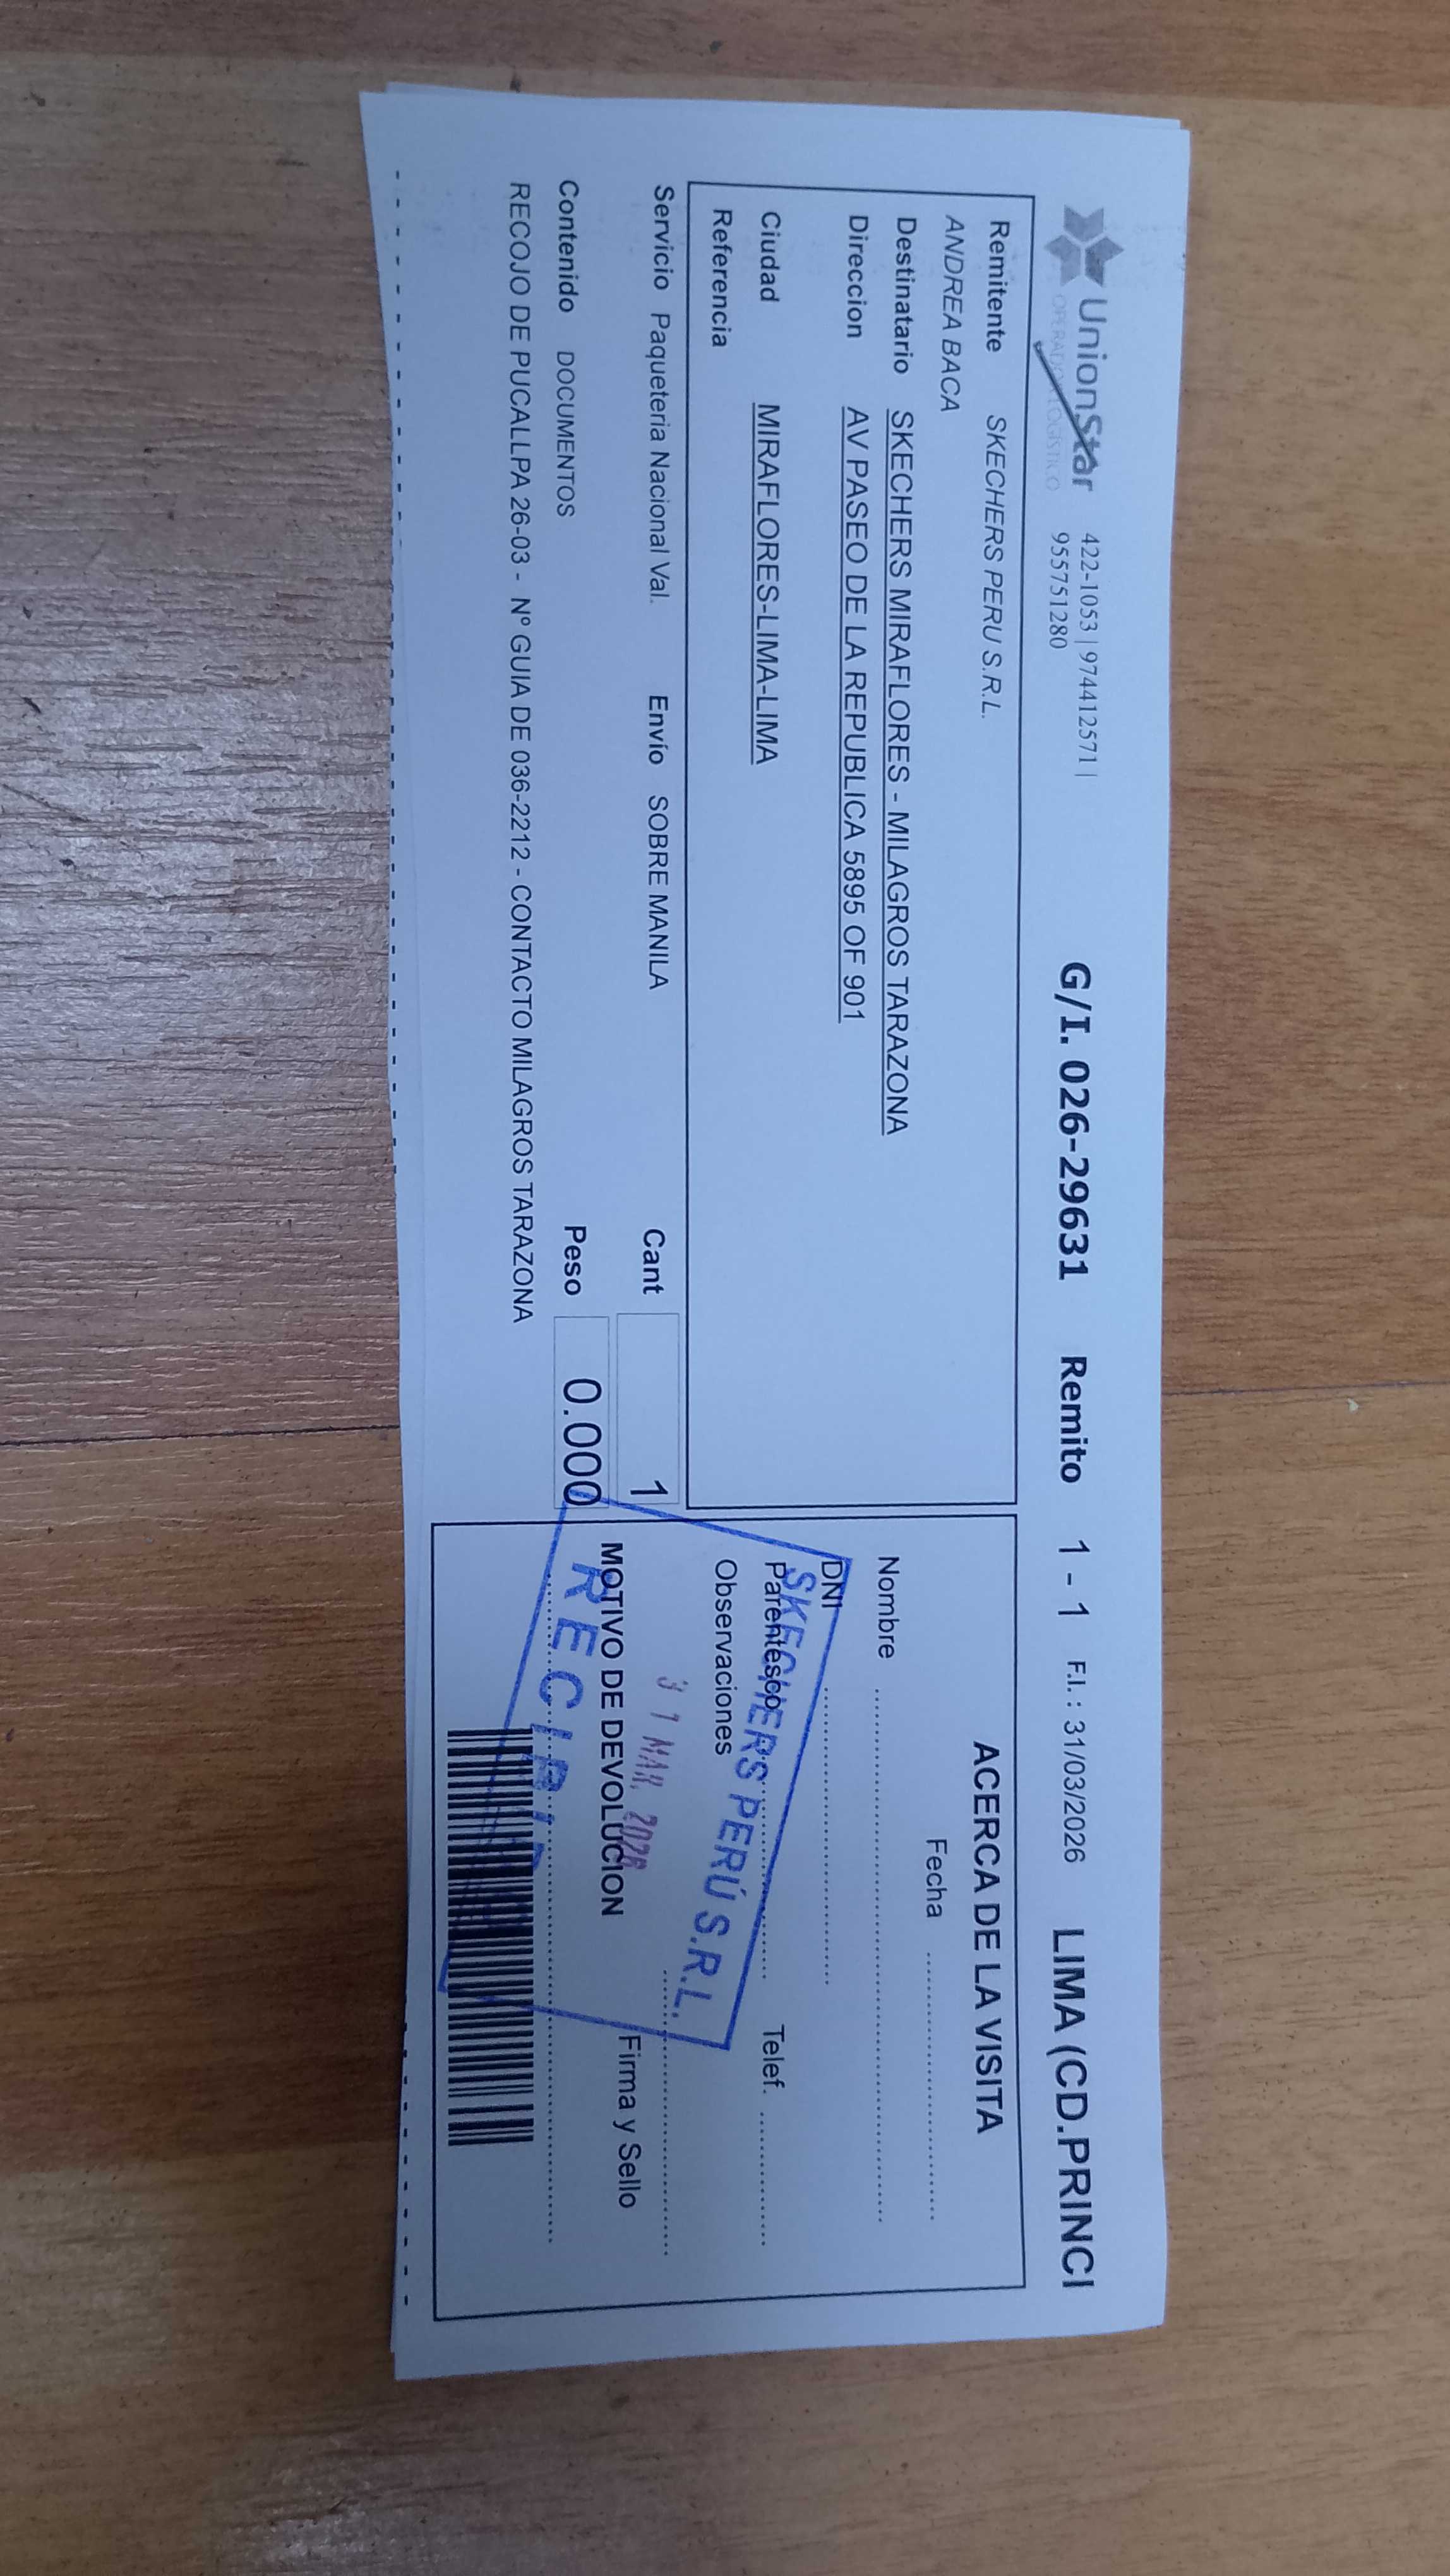 UnionStar
OPERADOR LOGISTICO
422-1053 | 974412571 |
955751280
G/I. 026-29631 Remito 1 - 1 F.I. : 31/03/2026 LIMA (CD.PRINCI
Remitente SKECHERS PERU S.R.L.
ANDREA BACA
Destinatario SKECHERS MIRAFLORES - MILAGROS TARAZONA
Direccion AV PASEO DE LA REPUBLICA 5895 OF 901
Ciudad MIRAFLORES-LIMA-LIMA
Referencia
Servicio Paqueteria Nacional Val. Envío SOBRE MANILA Cant 1
Contenido DOCUMENTOS Peso 0.000
RECOJO DE PUCALLPA 26-03 - Nº GUIA DE 036-2212 - CONTACTO MILAGROS TARAZONA
ACERCA DE LA VISITA
Fecha
Nombre
DNI
Parentesco Telef.
Observaciones
MOTIVO DE DEVOLUCION Firma y Sello
SKECHERS PERÚ S.R.L.
31 MAR. 2026